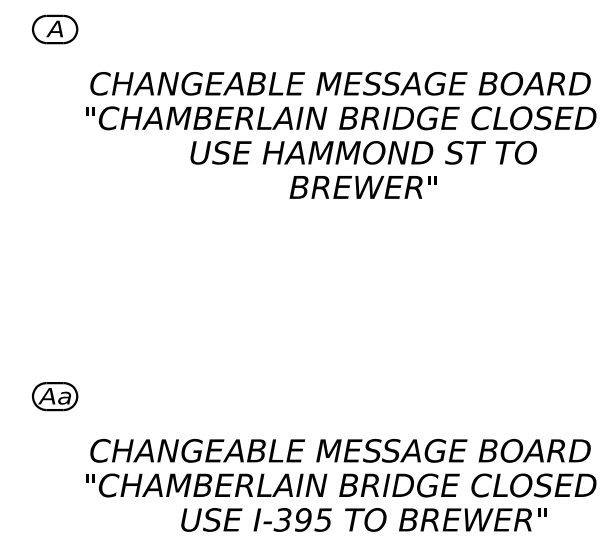 A
CHANGEABLE MESSAGE BOARD
"CHAMBERLAIN BRIDGE CLOSED
USE HAMMOND ST TO
BREWER"
Aa
CHANGEABLE MESSAGE BOARD
"CHAMBERLAIN BRIDGE CLOSED
USE I-395 TO BREWER"